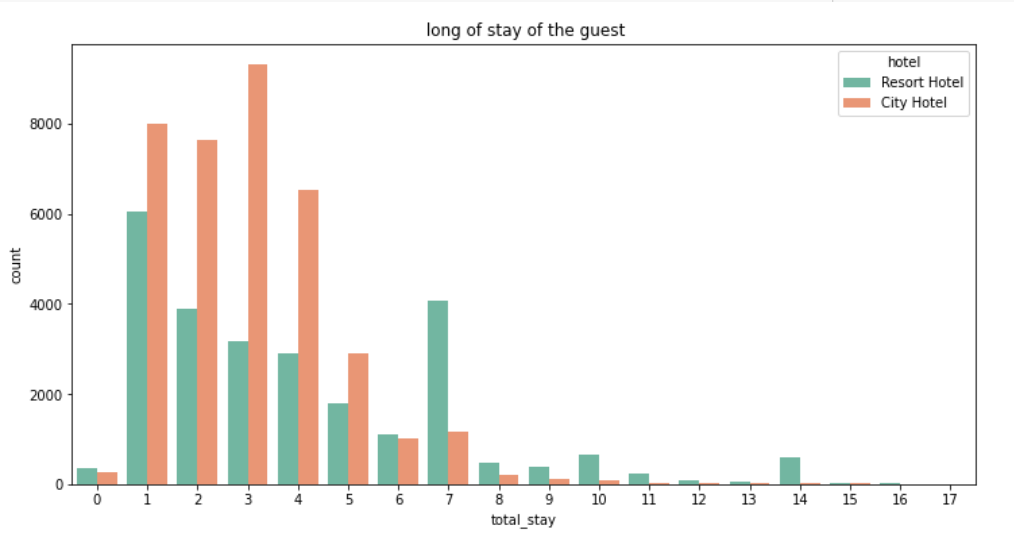 long of stay of the guest
hotel
Resort Hotel
City Hotel
8000
6000
4000
2000
0
count
0 1 2 3 4 5 6 7 8 9 10 11 12 13 14 15 16 17
total_stay